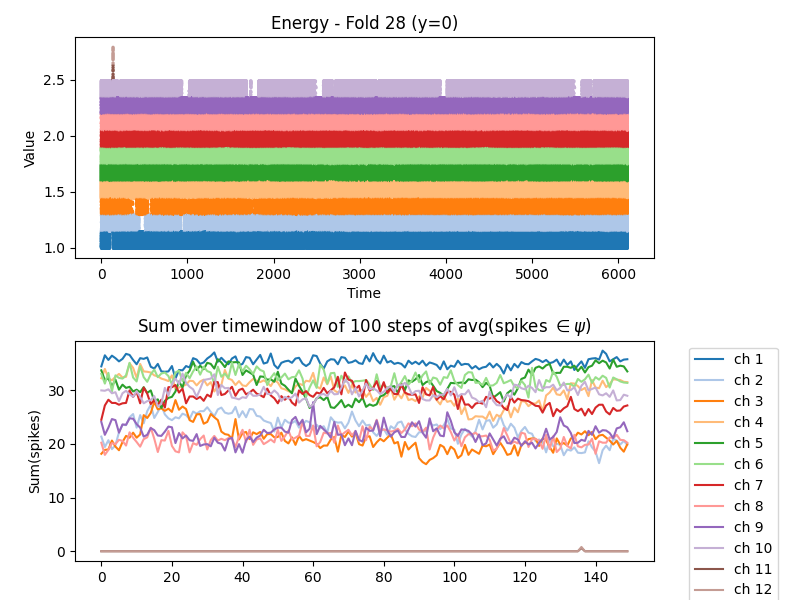 Energy - Fold 28 (y=0)
2.5
2.0
1.5
1.0
Value
0 1000 2000 3000 4000 5000 6000
Time
Sum over timewindow of 100 steps of avg(spikes ∈ ψ)
30
20
10
0
Sum(spikes)
0 20 40 60 80 100 120 140
ch 1
ch 2
ch 3
ch 4
ch 5
ch 6
ch 7
ch 8
ch 9
ch 10
ch 11
ch 12